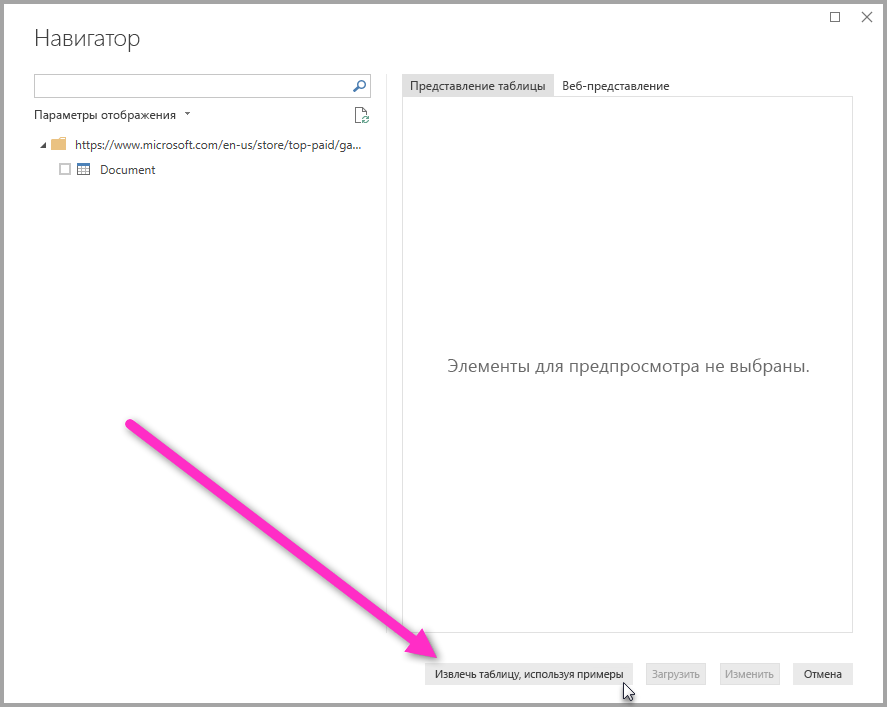 Навигатор
Параметры отображения
https://www.microsoft.com/en-us/store/top-paid/ga...
Document
Представление таблицы
Веб-представление
Элементы для предпросмотра не выбраны.
Извлечь таблицу, используя примеры
Загрузить
Изменить
Отмена